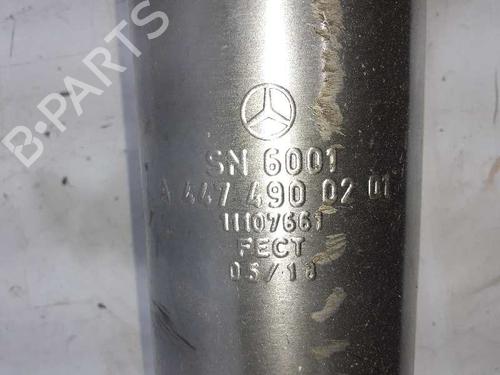 B-PARTS
SN 6001
A 447 490 02 01
11107661
FECT
05/18